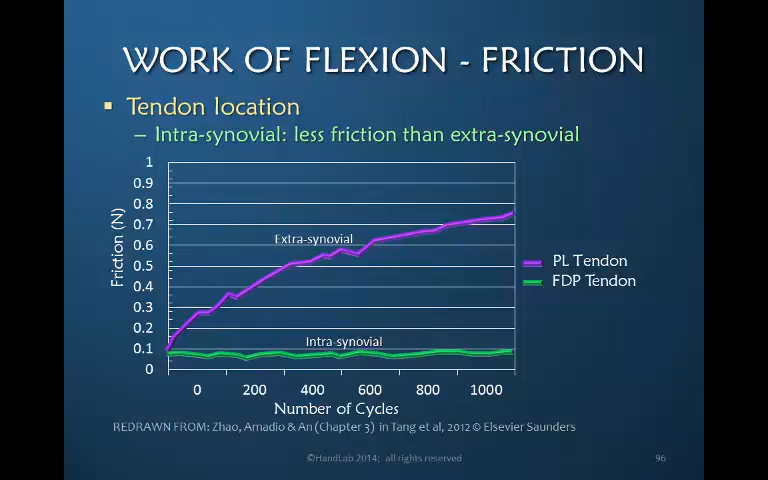 WORK OF FLEXION - FRICTION
Tendon location
– Intra-synovial: less friction than extra-synovial
1
0.9
0.8
0.7
0.6
0.5
0.4
0.3
0.2
0.1
0
Friction (N)
Extra-synovial
Intra-synovial
PL Tendon
FDP Tendon
0 200 400 600 800 1000
Number of Cycles
REDRAWN FROM: Zhao, Amadio & An (Chapter 3) in Tang et al, 2012 © Elsevier Saunders
©HandLab 2014; all rights reserved
96